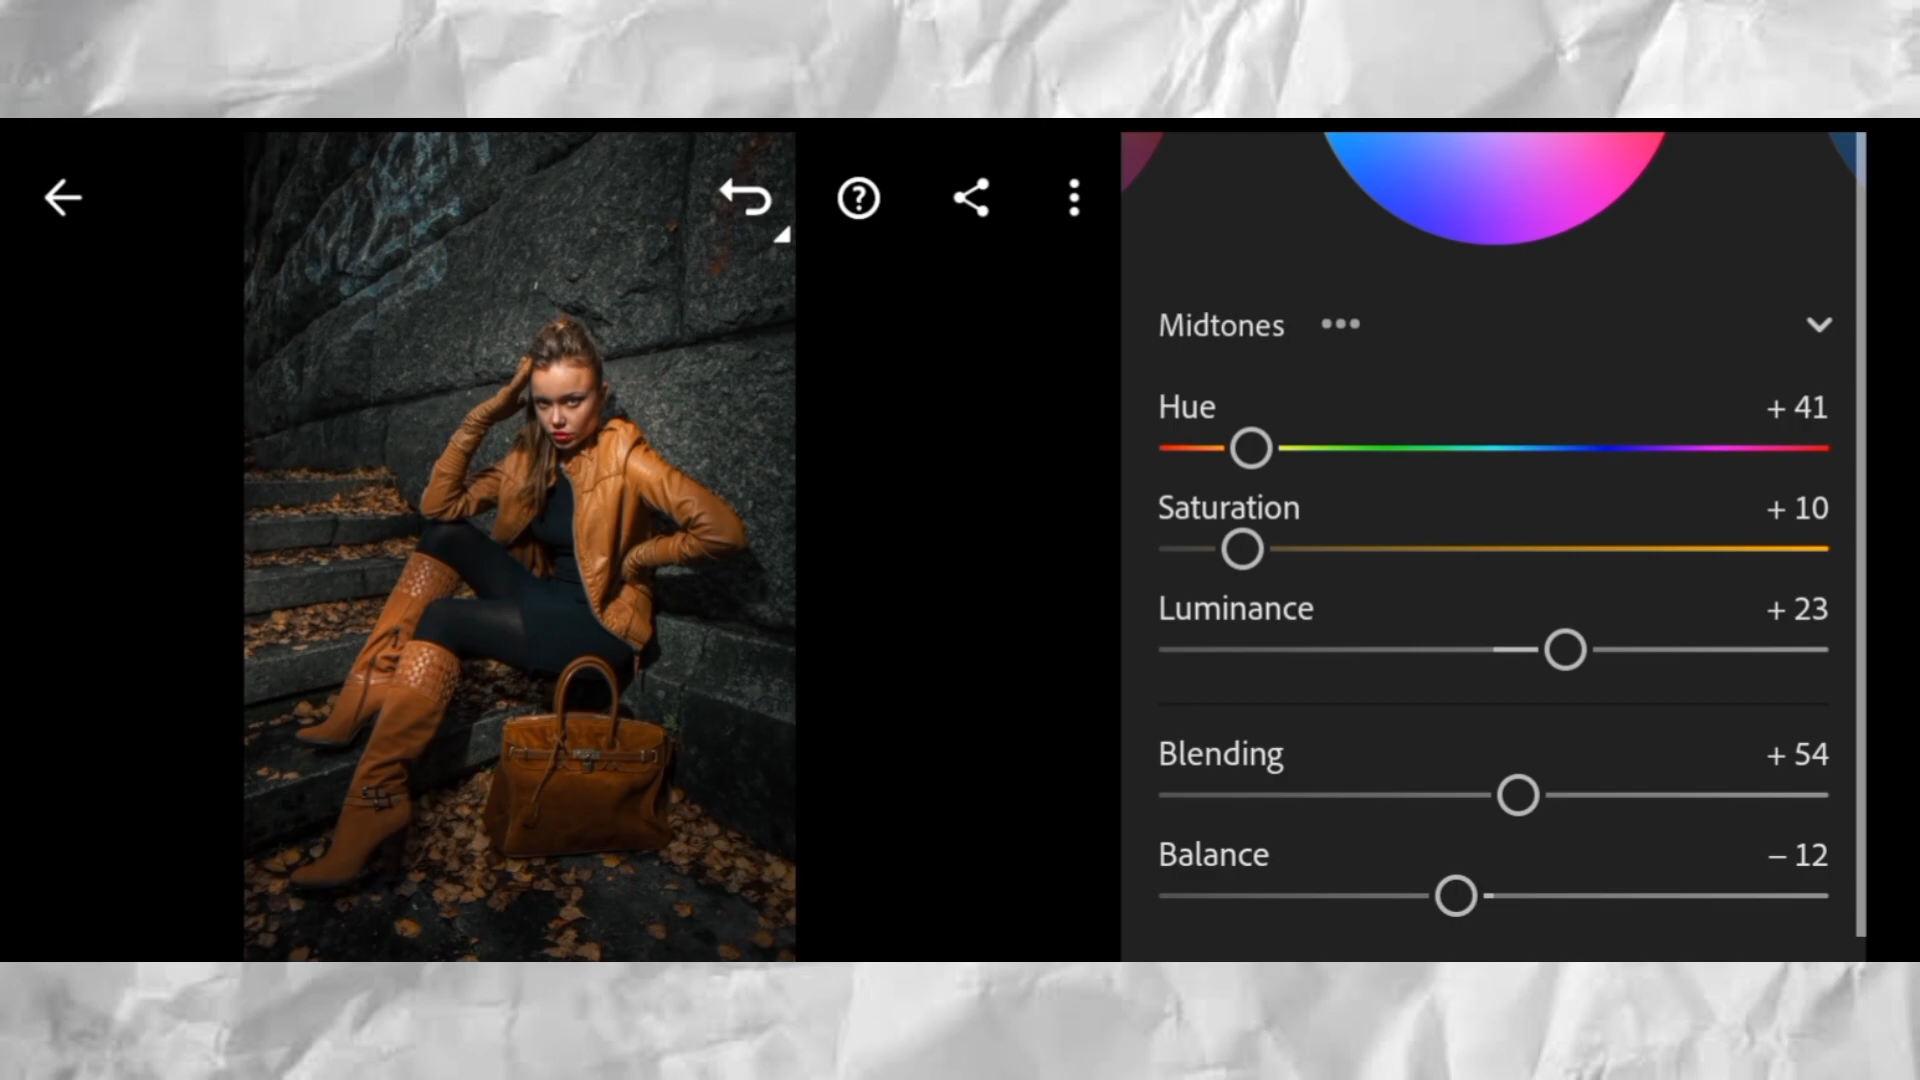 Midtones
Hue + 41
Saturation + 10
Luminance + 23
Blending + 54
Balance – 12